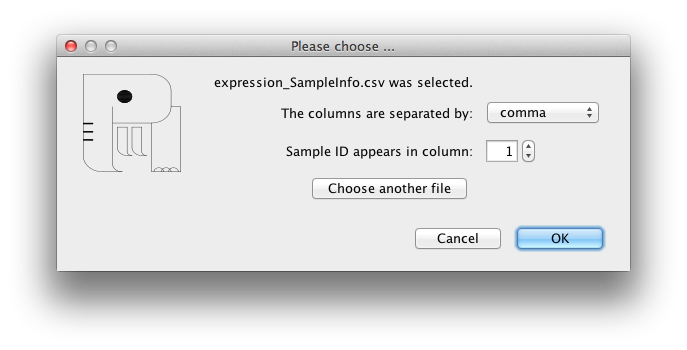 Please choose ...
expression_SampleInfo.csv was selected.
The columns are separated by: comma
Sample ID appears in column: 1
Choose another file
Cancel OK